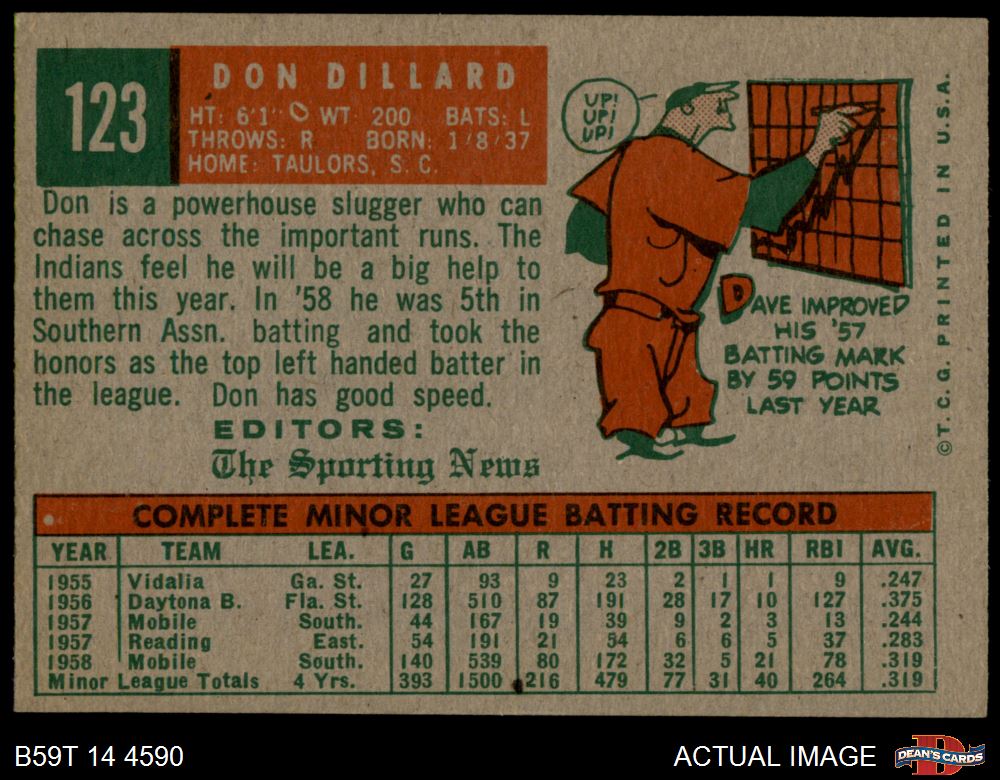 123
DON DILLARD
HT: 6'1" WT: 200 BATS: L
THROWS: R BORN: 1/8/37
HOME: TAULORS, S. C.
Don is a powerhouse slugger who can
chase across the important runs. The
Indians feel he will be a big help to
them this year. In '58 he was 5th in
Southern Assn. batting and took the
honors as the top left handed batter in
the league. Don has good speed.
EDITORS:
The Sporting News
UP!
UP!
UP!
DAVE IMPROVED
HIS '57
BATTING MARK
BY 59 POINTS
LAST YEAR
©T.C.G. PRINTED IN U.S.A.
COMPLETE MINOR LEAGUE BATTING RECORD
YEAR TEAM LEA. G AB R H 2B 3B HR RBI AVG.
1955 Vidalia Ga. St. 27 93 9 23 2 1 1 9 .247
1956 Daytona B. Fla. St. 128 510 87 191 28 17 10 127 .375
1957 Mobile South. 44 167 19 39 9 2 3 13 .244
1957 Reading East. 54 191 21 54 6 6 5 37 .283
1958 Mobile South. 140 539 80 172 32 5 21 78 .319
Minor League Totals 4 Yrs. 393 1500 216 479 77 31 40 264 .319
B59T 14 4590
ACTUAL IMAGE
DEAN'S CARDS